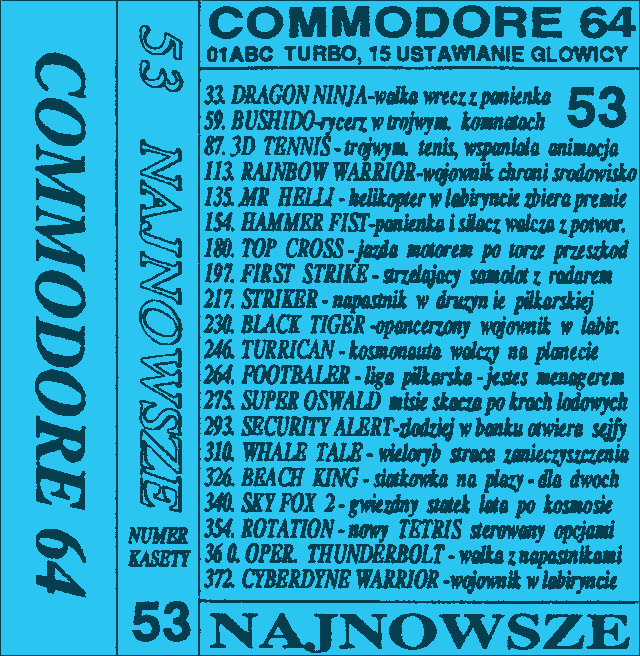 COMMODORE 64
53 NAJNOWSZE
NUMER
KASETY
53
COMMODORE 64
01ABC TURBO, 15 USTAWIANIE GLOWICY
53
33. DRAGON NINJA-walka wrecz z panienka
59. BUSHIDO-rycerz w trojwym. komnatach
87. 3D TENNIS - trojwym. tenis, wspaniala animacja
113. RAINBOW WARRIOR-wojownik chroni srodowisko
135. MR HELLI - helikopter w labiryncie zbiera premie
154. HAMMER FIST-panienka i silacz walcza z potwor.
180. TOP CROSS - jazda motorem po torze przeszkod
197. FIRST STRIKE - strzelajacy samolot z radarem
217. STRIKER - napastnik w druzyn ie pilkarskiej
230. BLACK TIGER -opancerzony wojownik w labir.
246. TURRICAN - kosmonauta walczy na planecie
264. FOOTBALER - liga pilkarska - jestes menagerem
275. SUPER OSWALD misie skacza po krach lodowych
293. SECURITY ALERT-zlodziej w banku otwiera sejfy
310. WHALE TALE - wieloryb straca zanieczyszczenia
326. BEACH KING - siatkowka na plazy - dla dwoch
340. SKY FOX 2 - gwiezdny statek lata po kosmosie
354. ROTATION - nowy TETRIS sterowany opcjami
36 0. OPER. THUNDERBOLT - walka z napastnikami
372. CYBERDYNE WARRIOR -wojownik w labiryncie
NAJNOWSZE